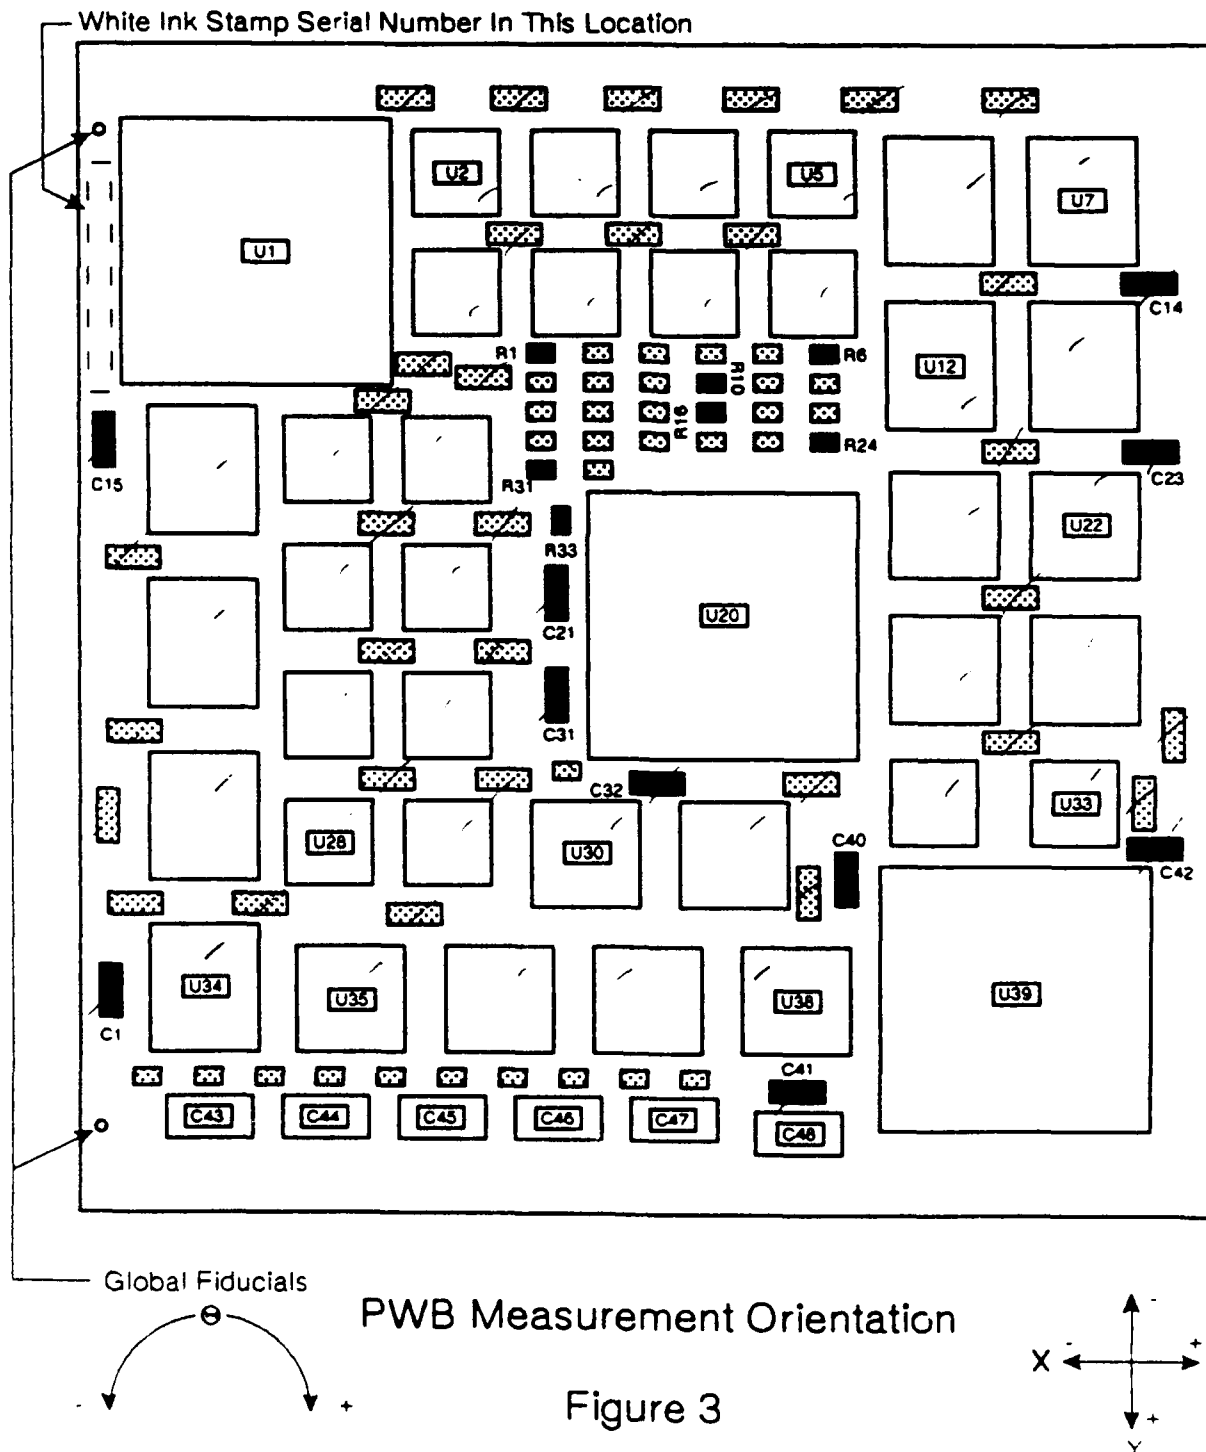 White Ink Stamp Serial Number In This Location
U2
U5
U7
U1
C14
R1
R6
R10
U12
R16
R24
C15
R31
C23
R33
U22
C21
U20
C31
C32
U33
U28
U30
C40
C42
U34
U35
U38
U39
C1
C41
C43
C44
C45
C46
C47
C48
Global Fiducials
Θ
- +
PWB Measurement Orientation
Figure 3
-
- +
X
+
Y